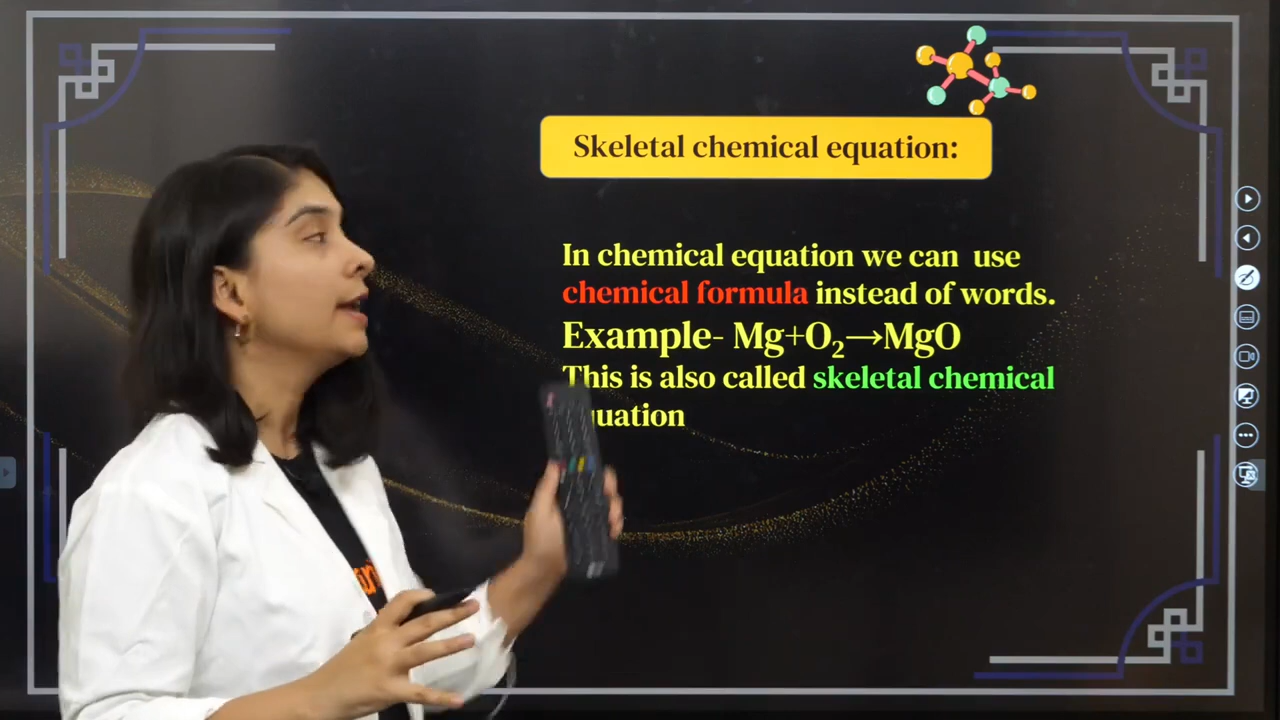 Skeletal chemical equation:
In chemical equation we can use
chemical formula instead of words.
Example- Mg+O₂→MgO
This is also called skeletal chemical
uation